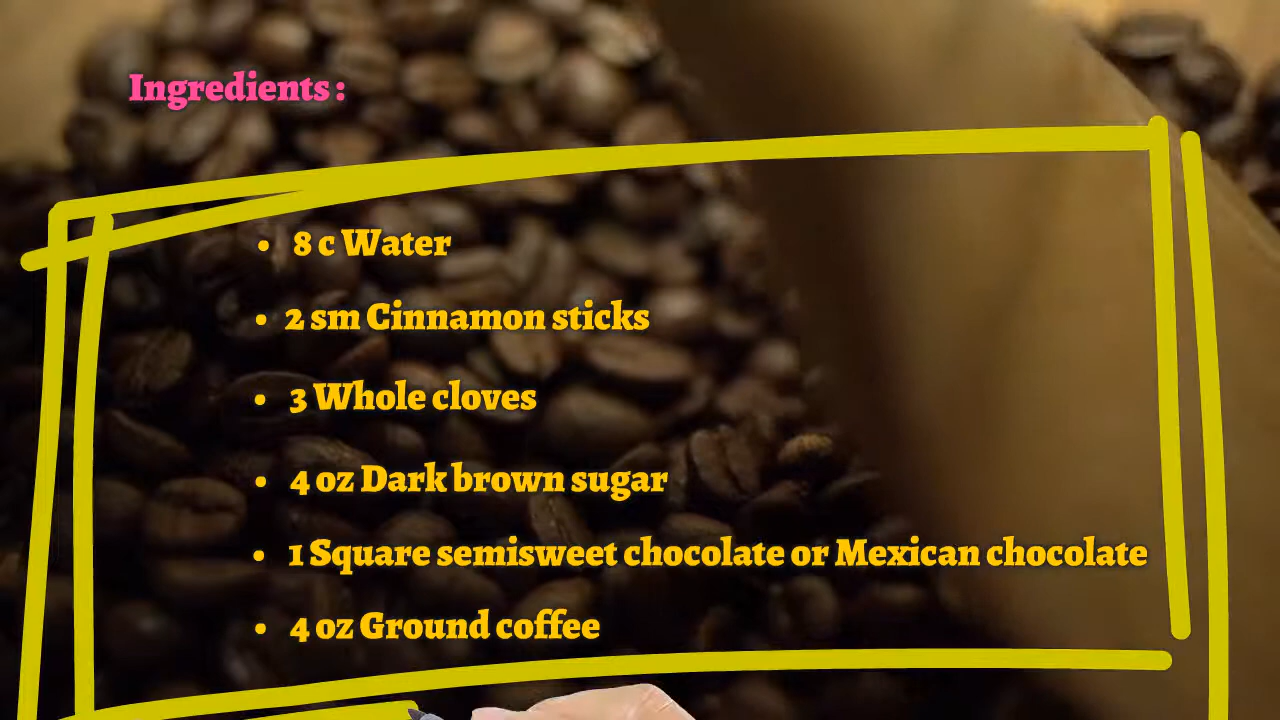 Ingredients :
• 8 c Water
• 2 sm Cinnamon sticks
• 3 Whole cloves
• 4 oz Dark brown sugar
• 1 Square semisweet chocolate or Mexican chocolate
• 4 oz Ground coffee